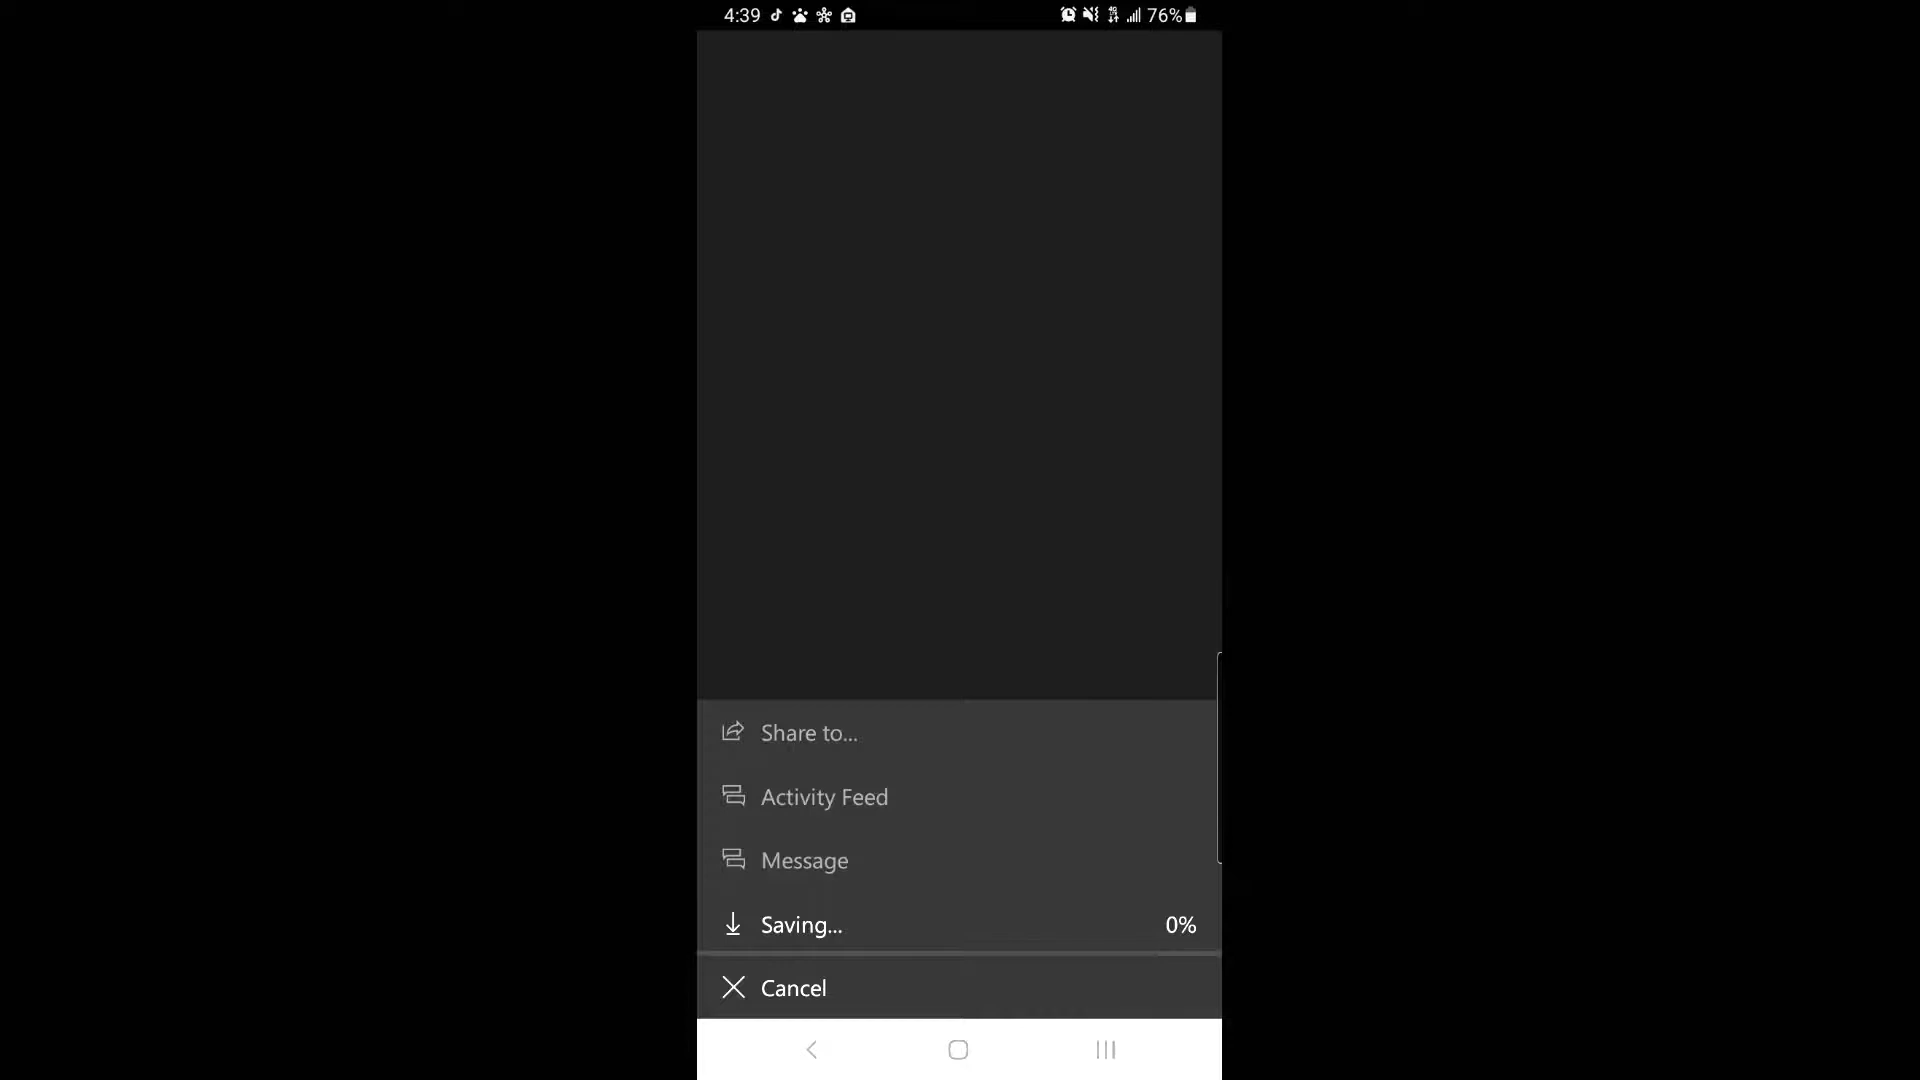 4:39 76%
Share to...
Activity Feed
Message
Saving... 0%
Cancel